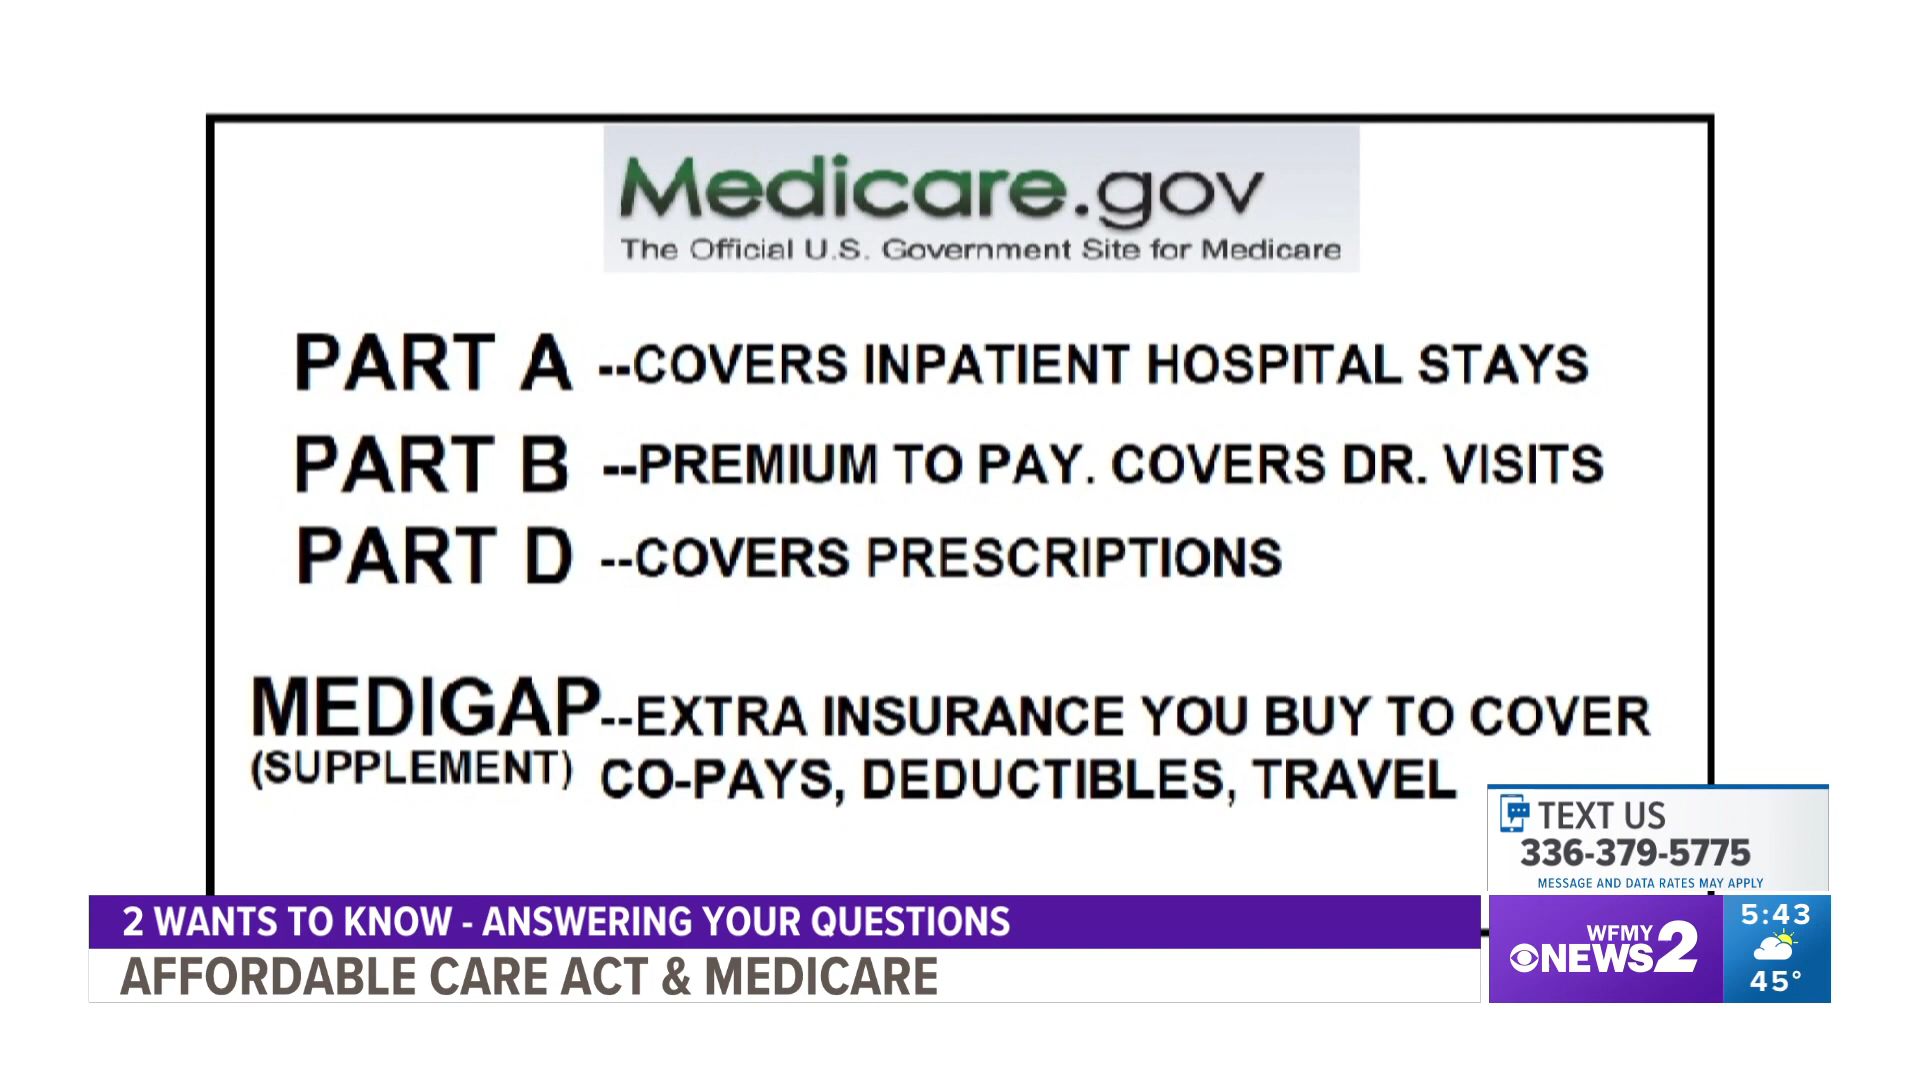 Medicare.gov
The Official U.S. Government Site for Medicare
PART A --COVERS INPATIENT HOSPITAL STAYS
PART B --PREMIUM TO PAY. COVERS DR. VISITS
PART D --COVERS PRESCRIPTIONS
MEDIGAP--EXTRA INSURANCE YOU BUY TO COVER
(SUPPLEMENT) CO-PAYS, DEDUCTIBLES, TRAVEL
TEXT US
336-379-5775
MESSAGE AND DATA RATES MAY APPLY
2 WANTS TO KNOW - ANSWERING YOUR QUESTIONS
AFFORDABLE CARE ACT & MEDICARE
WFMY
NEWS 2
5:43
45°